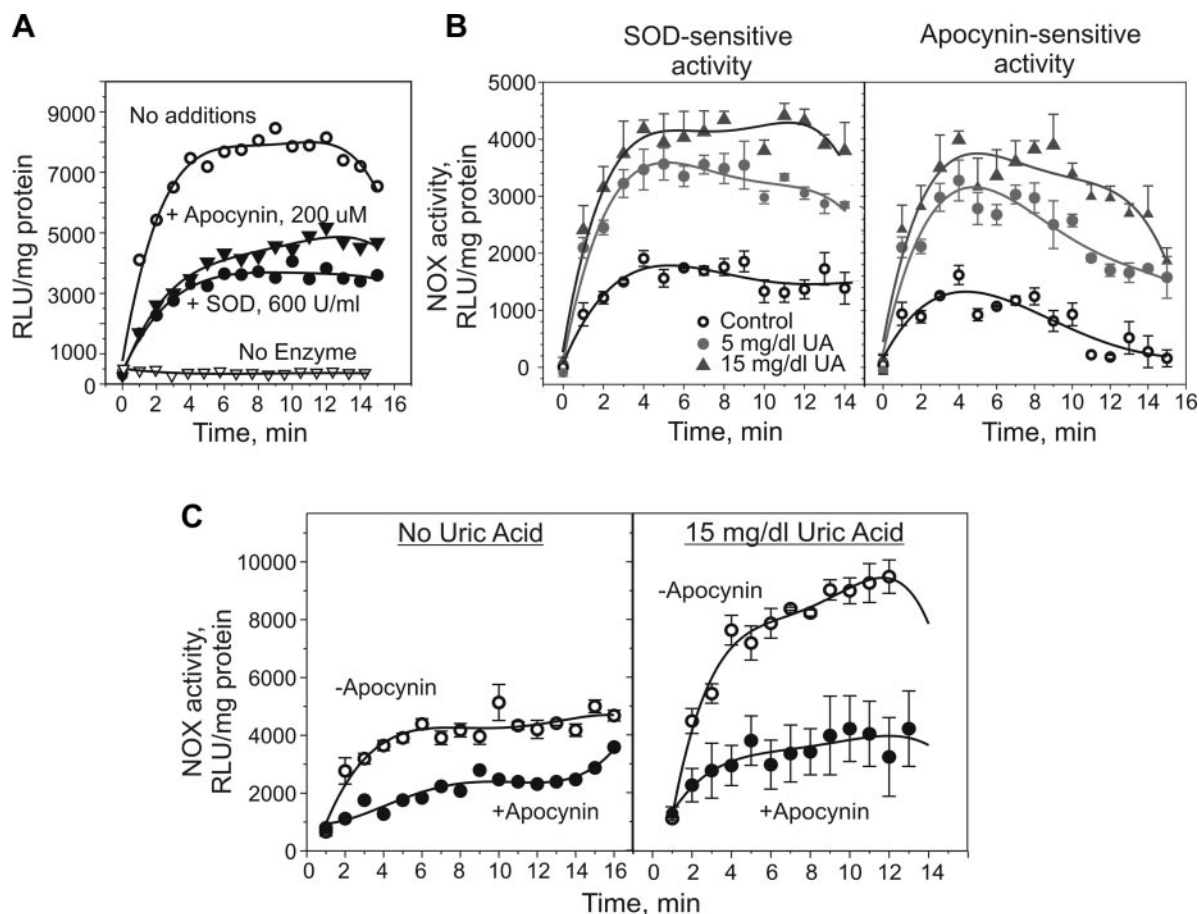 A
B
SOD-sensitive
activity
Apocynin-sensitive
activity
RLU/mg protein
9000
7000
5000
3000
1000
0
No additions
+ Apocynin, 200 uM
+ SOD, 600 U/ml
No Enzyme
0 2 4 6 8 10 12 14 16
Time, min
NOX activity,
RLU/mg protein
5000
4000
3000
2000
1000
0
Control
5 mg/dl UA
15 mg/dl UA
0 2 4 6 8 10 12 14
Time, min
0 2 4 6 8 10 12 14 16
Time, min
C
No Uric Acid
15 mg/dl Uric Acid
NOX activity,
RLU/mg protein
10000
8000
6000
4000
2000
0
-Apocynin
+Apocynin
-Apocynin
+Apocynin
0 2 4 6 8 10 12 14 16
0 2 4 6 8 10 12 14
Time, min